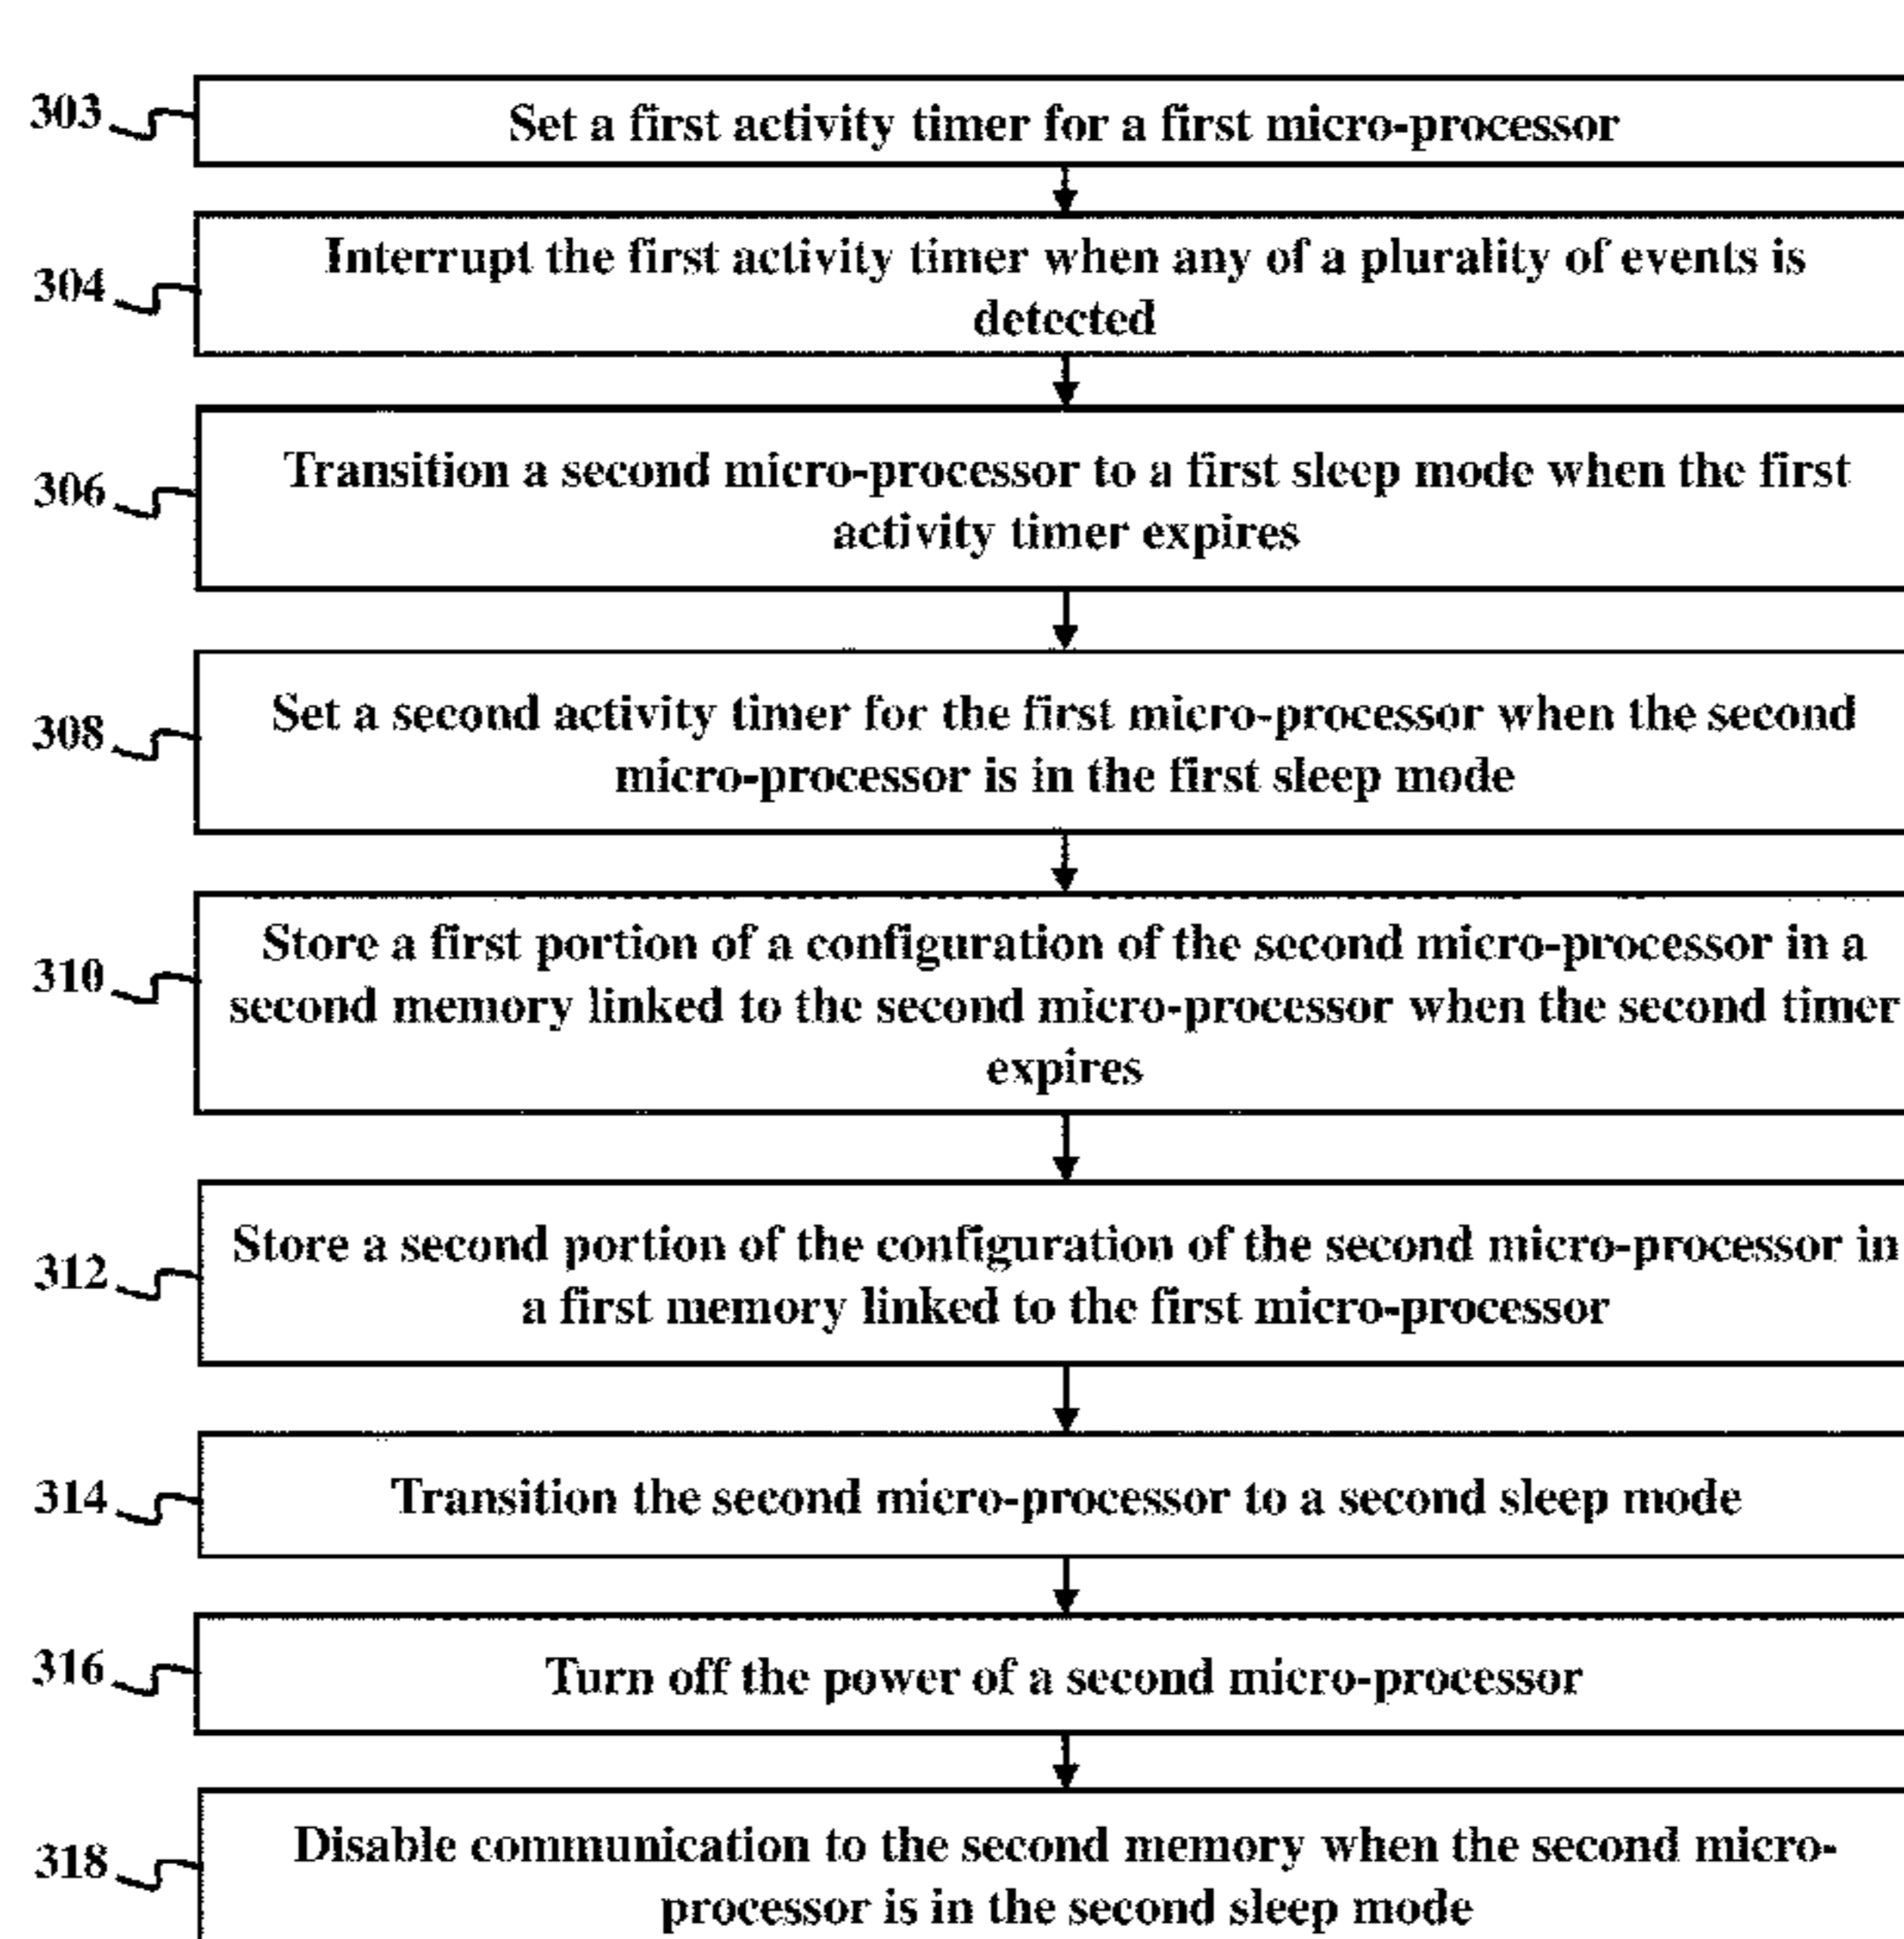 303
Set a first activity timer for a first micro-processor
304
Interrupt the first activity timer when any of a plurality of events is
detected
306
Transition a second micro-processor to a first sleep mode when the first
activity timer expires
308
Set a second activity timer for the first micro-processor when the second
micro-processor is in the first sleep mode
310
Store a first portion of a configuration of the second micro-processor in a
second memory linked to the second micro-processor when the second timer
expires
312
Store a second portion of the configuration of the second micro-processor in
a first memory linked to the first micro-processor
314
Transition the second micro-processor to a second sleep mode
316
Turn off the power of a second micro-processor
318
Disable communication to the second memory when the second micro-
processor is in the second sleep mode